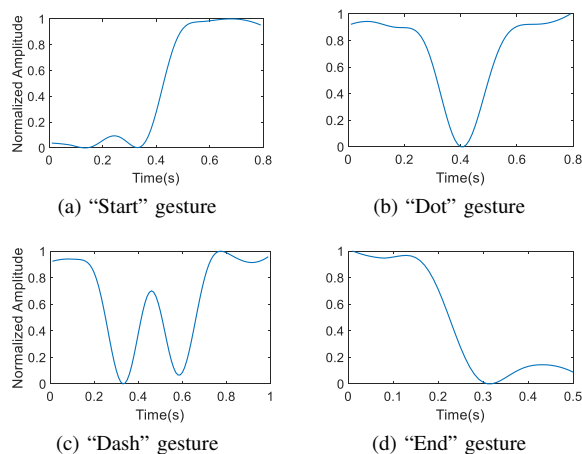 1
0.8
0.6
0.4
0.2
0
Normalized Amplitude
0 0.2 0.4 0.6 0.8
Time(s)
(a) “Start” gesture
1
0.8
0.6
0.4
0.2
0
0 0.2 0.4 0.6 0.8
Time(s)
(b) “Dot” gesture
1
0.8
0.6
0.4
0.2
0
Normalized Amplitude
0 0.2 0.4 0.6 0.8 1
Time(s)
(c) “Dash” gesture
1
0.8
0.6
0.4
0.2
0
0 0.1 0.2 0.3 0.4 0.5
Time(s)
(d) “End” gesture